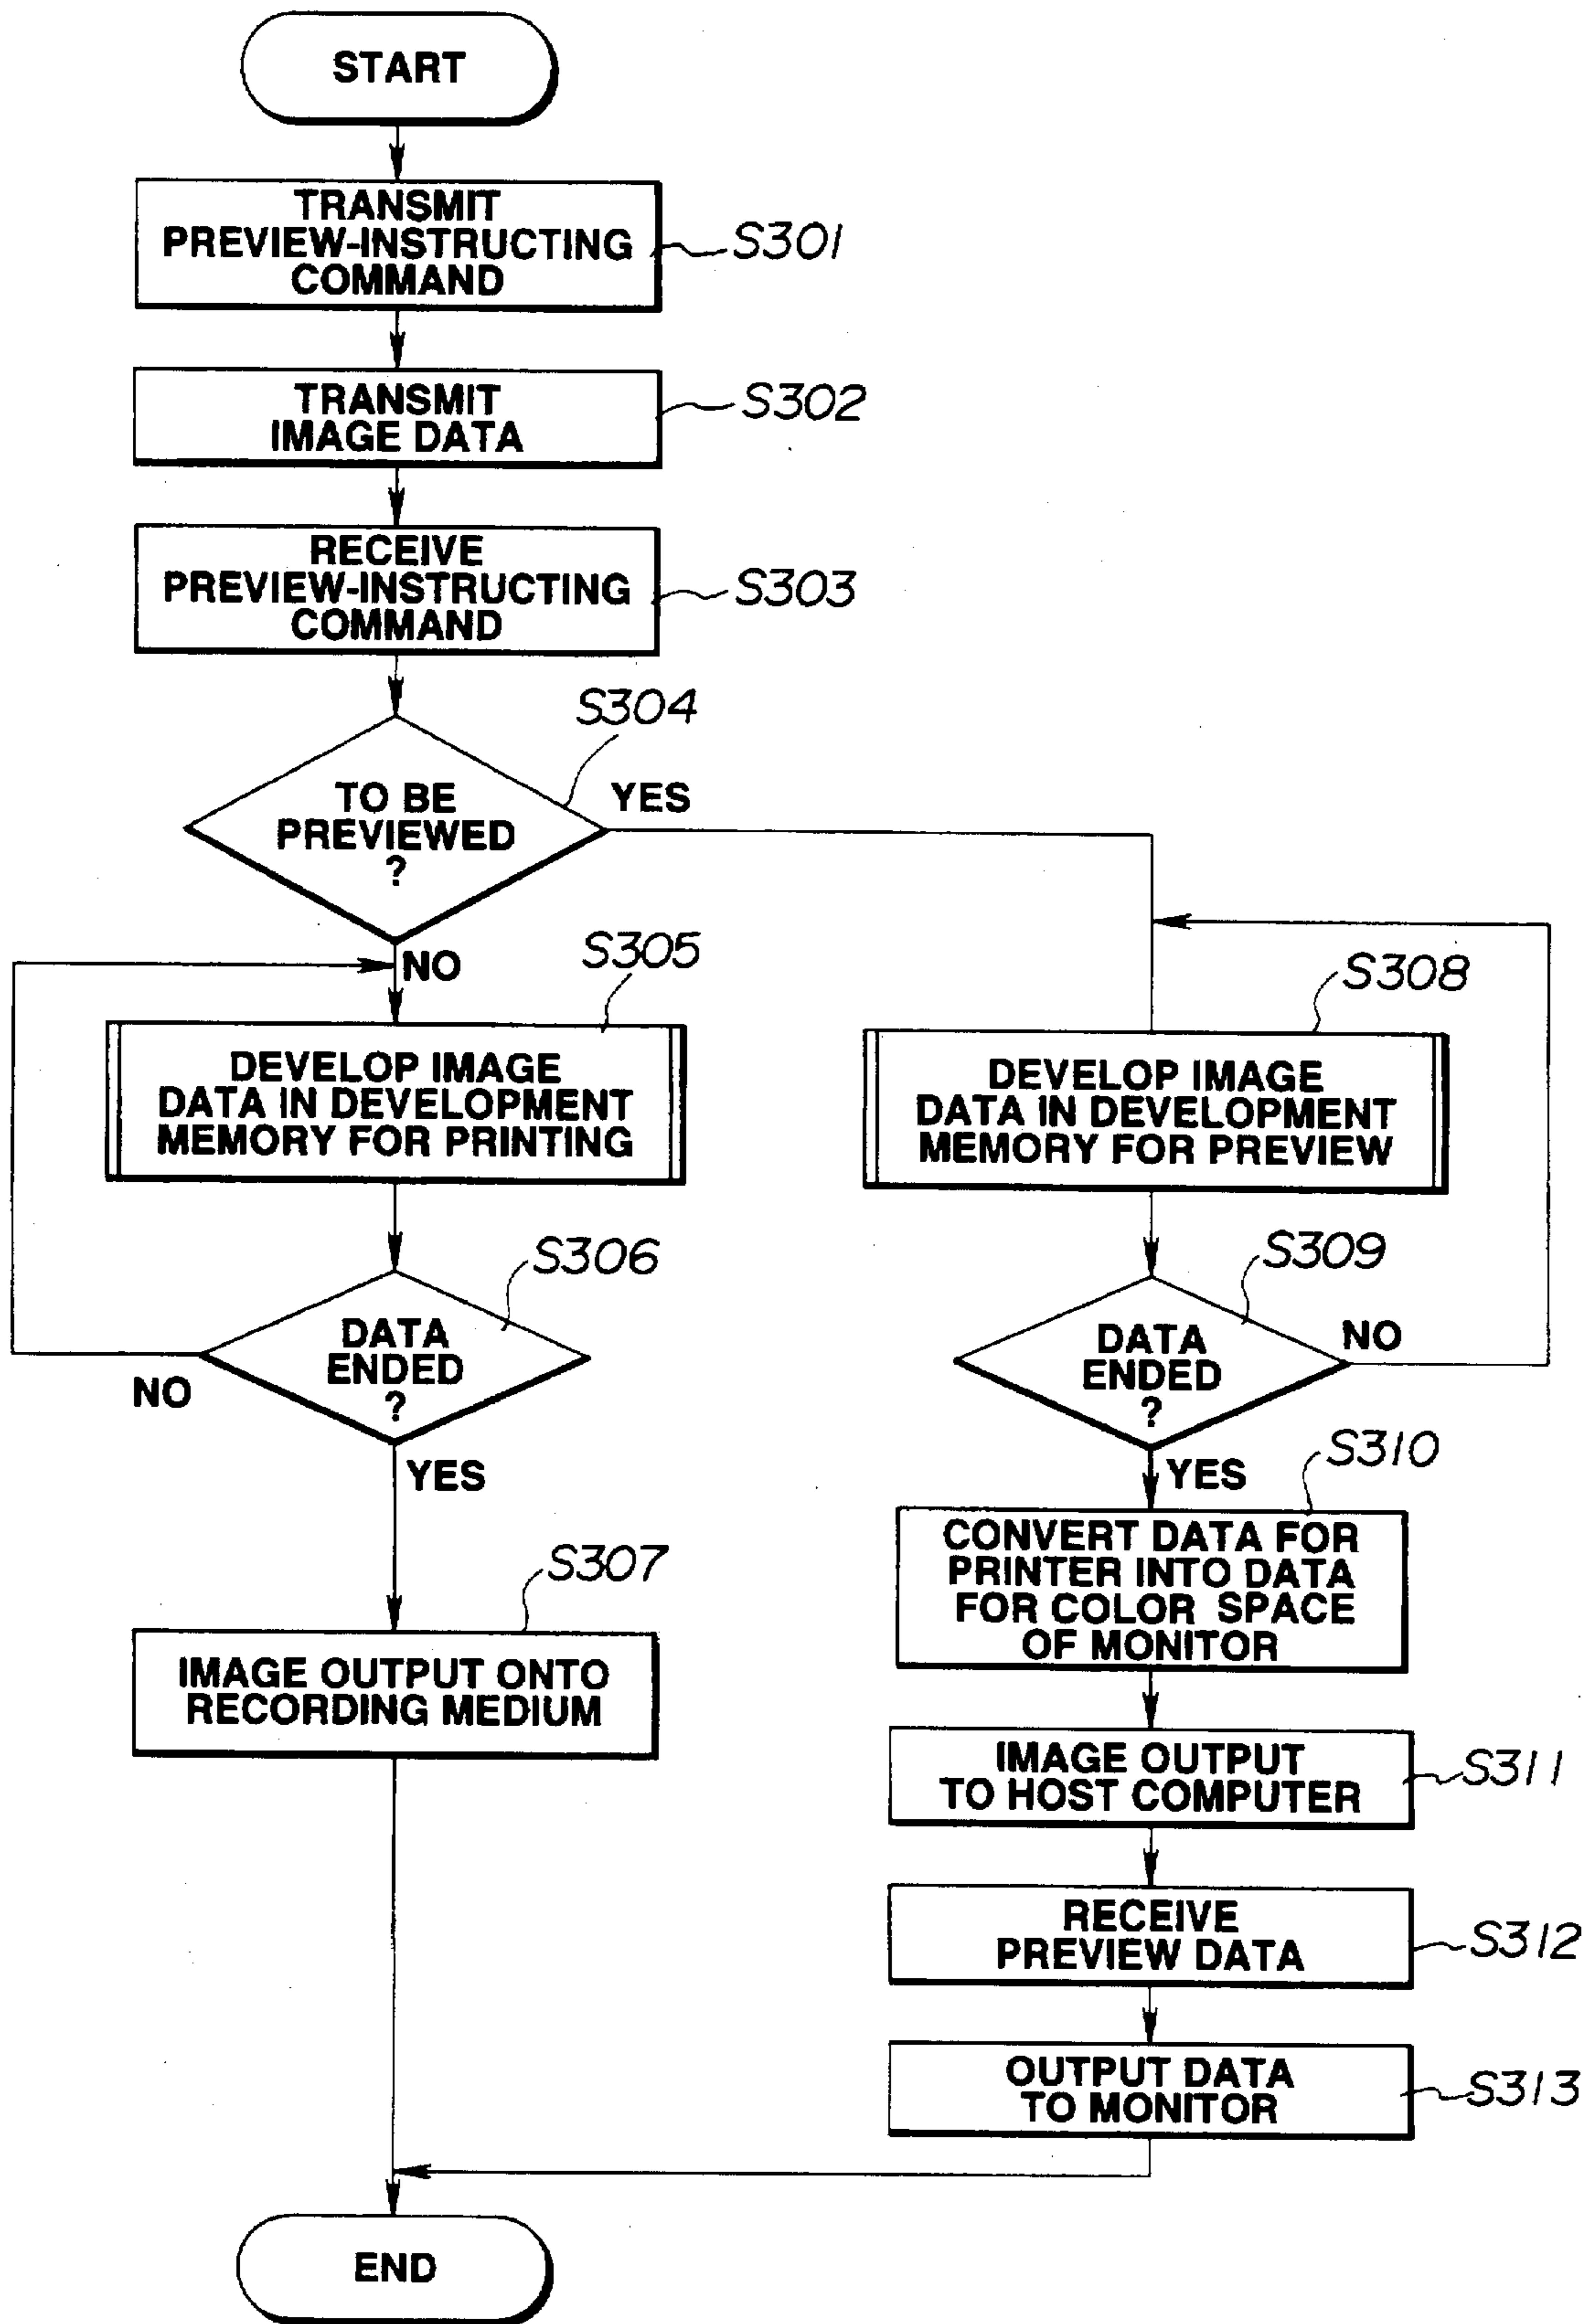 START
TRANSMIT
PREVIEW-INSTRUCTING
COMMAND
S301
TRANSMIT
IMAGE DATA
S302
RECEIVE
PREVIEW-INSTRUCTING
COMMAND
S303
S304
TO BE
PREVIEWED
?
YES
NO
S305
DEVELOP IMAGE
DATA IN DEVELOPMENT
MEMORY FOR PRINTING
S306
DATA
ENDED
?
NO
YES
S307
IMAGE OUTPUT ONTO
RECORDING MEDIUM
S308
DEVELOP IMAGE
DATA IN DEVELOPMENT
MEMORY FOR PREVIEW
S309
DATA
ENDED
?
NO
YES
S310
CONVERT DATA FOR
PRINTER INTO DATA
FOR COLOR SPACE
OF MONITOR
IMAGE OUTPUT
TO HOST COMPUTER
S311
RECEIVE
PREVIEW DATA
S312
OUTPUT DATA
TO MONITOR
S313
END